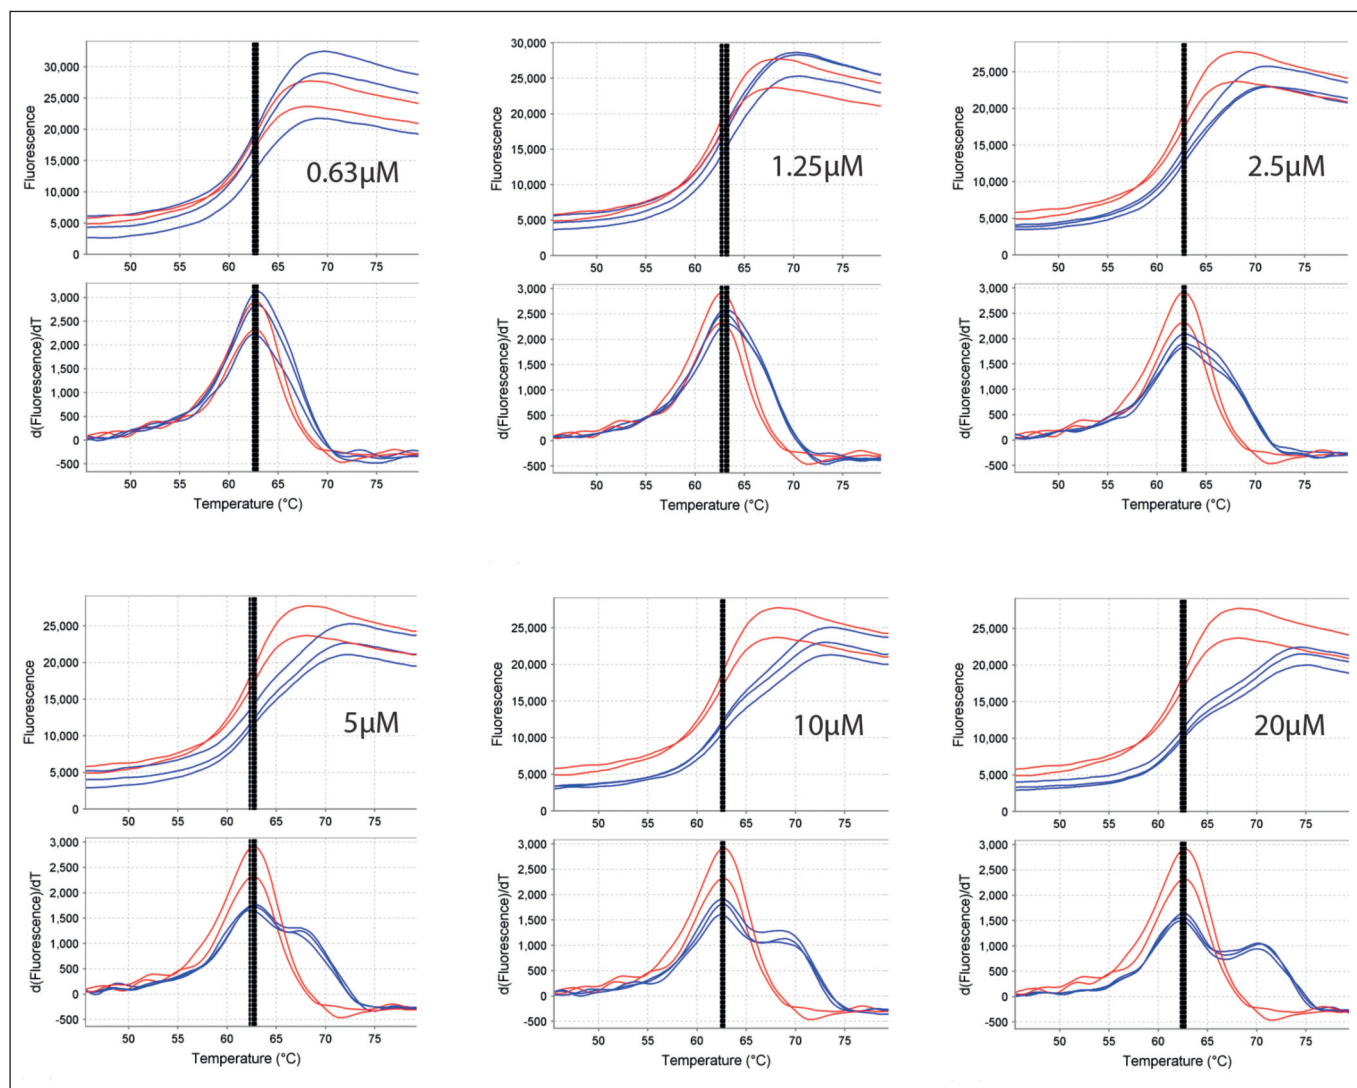 Fluorescence
30,000
25,000
20,000
15,000
10,000
5,000
0
50 55 60 65 70 75
0.63µM
d(Fluorescence)/dT
3,000
2,500
2,000
1,500
1,000
500
0
-500
50 55 60 65 70 75
Temperature (°C)
Fluorescence
30,000
25,000
20,000
15,000
10,000
5,000
0
50 55 60 65 70 75
1.25µM
d(Fluorescence)/dT
3,000
2,500
2,000
1,500
1,000
500
0
-500
50 55 60 65 70 75
Temperature (°C)
Fluorescence
25,000
20,000
15,000
10,000
5,000
0
50 55 60 65 70 75
2.5µM
d(Fluorescence)/dT
3,000
2,500
2,000
1,500
1,000
500
0
-500
50 55 60 65 70 75
Temperature (°C)
Fluorescence
25,000
20,000
15,000
10,000
5,000
0
50 55 60 65 70 75
5µM
d(Fluorescence)/dT
3,000
2,500
2,000
1,500
1,000
500
0
-500
50 55 60 65 70 75
Temperature (°C)
Fluorescence
25,000
20,000
15,000
10,000
5,000
0
50 55 60 65 70 75
10µM
d(Fluorescence)/dT
3,000
2,500
2,000
1,500
1,000
500
0
-500
50 55 60 65 70 75
Temperature (°C)
Fluorescence
25,000
20,000
15,000
10,000
5,000
0
50 55 60 65 70 75
20µM
d(Fluorescence)/dT
3,000
2,500
2,000
1,500
1,000
500
0
-500
50 55 60 65 70 75
Temperature (°C)